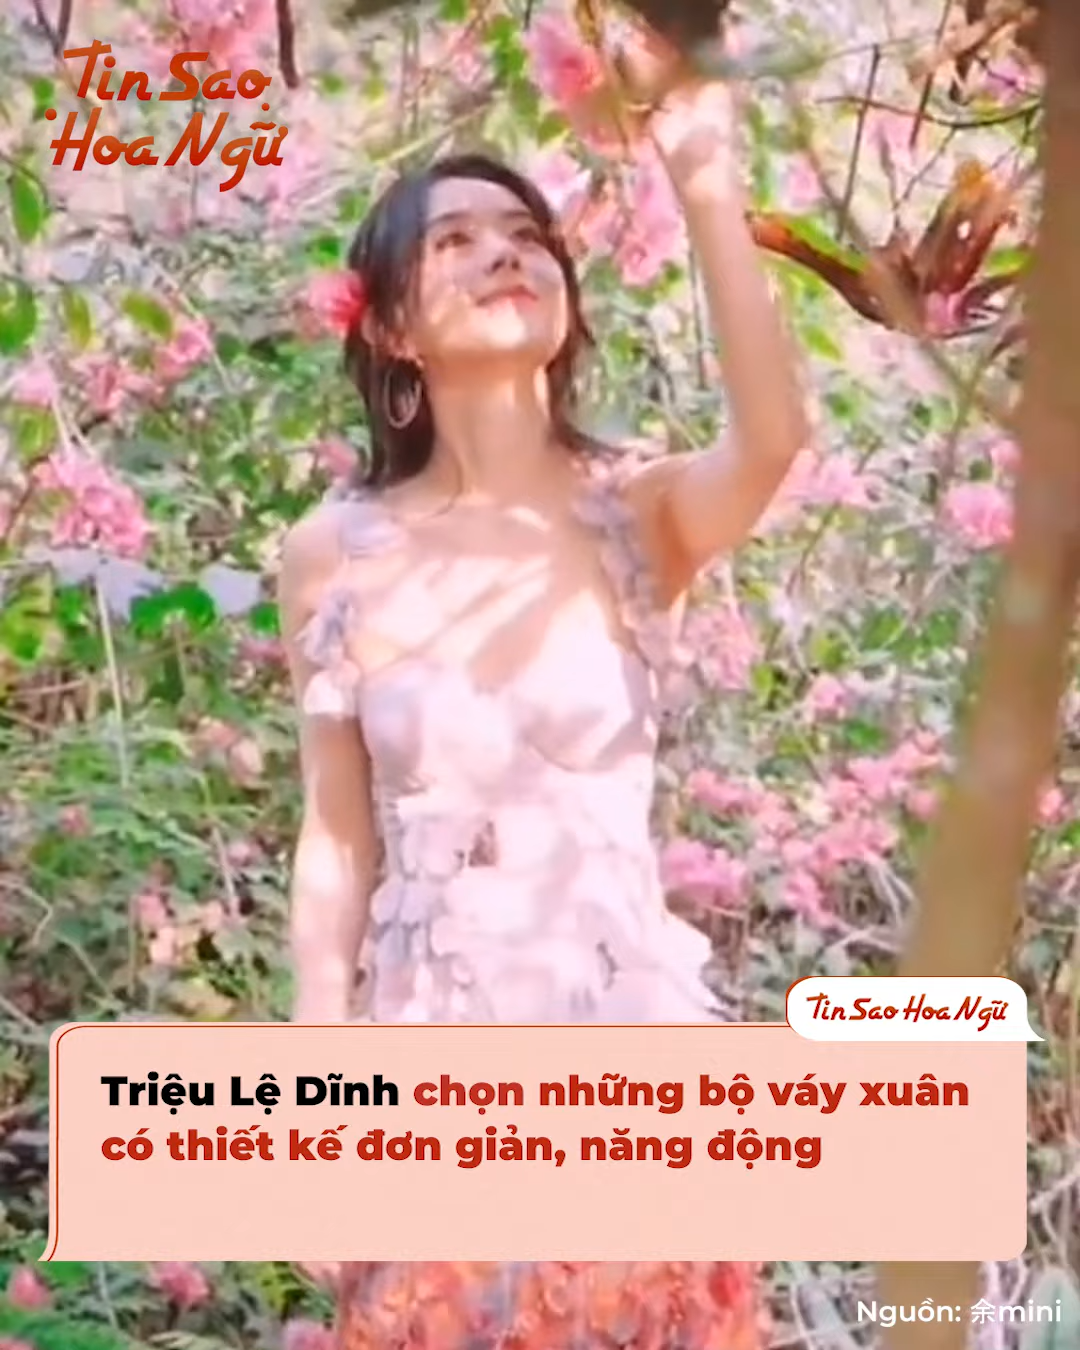 Tin Sao
Hoa Ngữ
Tin Sao Hoa Ngữ
Triệu Lệ Dĩnh chọn những bộ váy xuân
có thiết kế đơn giản, năng động
Nguồn: 余mini